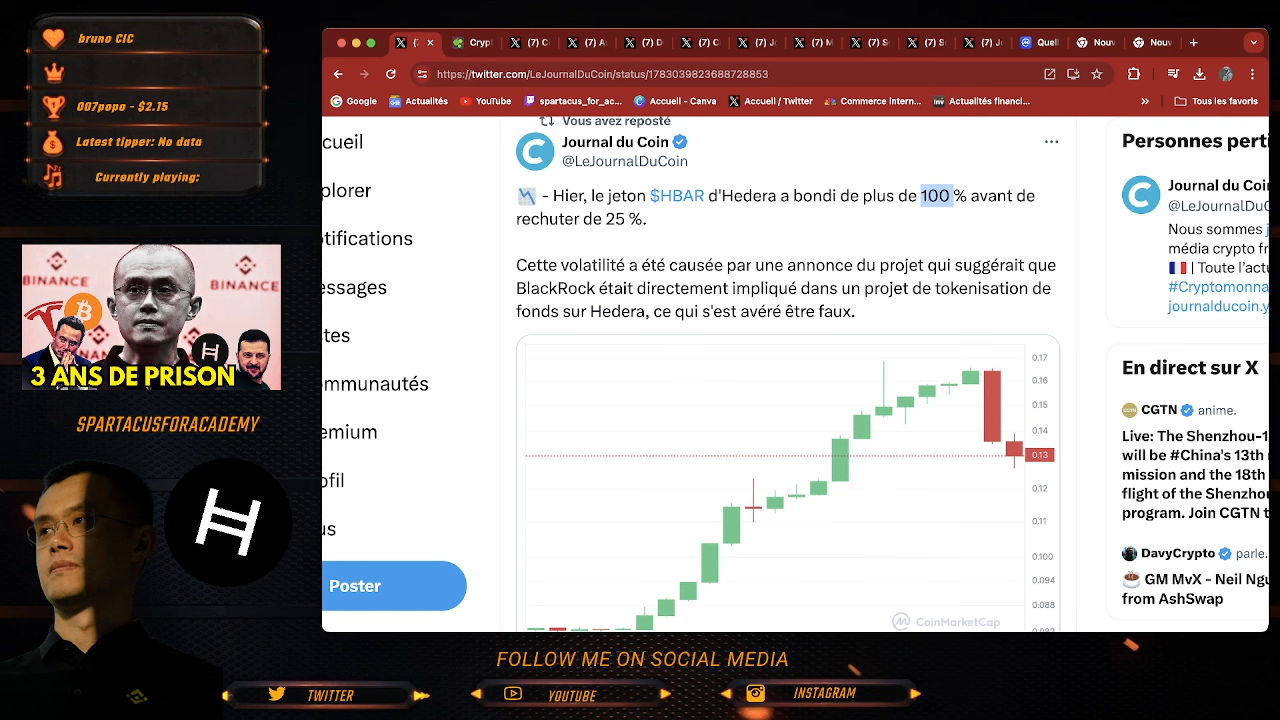 bruno CIC
007popo - $2.15
Latest tipper: No data
Currently playing:
BINANCE
BINANCE
3 ANS DE PRISON
SPARTACUSFORACADEMY
Crypt
Quell
Nouv
Nouv
https://twitter.com/LeJournalDuCoin/status/1783039823688728853
Google
Actualités
YouTube
spartacus_for_ac...
Accueil - Canva
Accueil / Twitter
Commerce intern...
Actualités financi...
»
Tous les favoris
cueil
plorer
otifications
essages
tes
ommunautés
emium
ofil
us
Poster
Vous avez reposté
Journal du Coin
@LeJournalDuCoin
- Hier, le jeton $HBAR d'Hedera a bondi de plus de 100 % avant de
rechuter de 25 %.
Cette volatilité a été causée par une annonce du projet qui suggérait que
BlackRock était directement impliqué dans un projet de tokenisation de
fonds sur Hedera, ce qui s'est avéré être faux.
0.17
0.16
0.15
0.14
0.13
0.12
0.11
0.100
0.094
0.088
CoinMarketCap
Personnes perti
Journal du Coi
@LeJournalDuC
Nous sommes j
média crypto fr
| Toute l'actu
#Cryptomonna
journalducoin.y
En direct sur X
CGTN anime.
Live: The Shenzhou-1
will be #China's 13th
mission and the 18th
flight of the Shenzho
program. Join CGTN t
DavyCrypto parle.
GM MvX - Neil Ngu
from AshSwap
FOLLOW ME ON SOCIAL MEDIA
TWITTER
YOUTUBE
INSTAGRAM